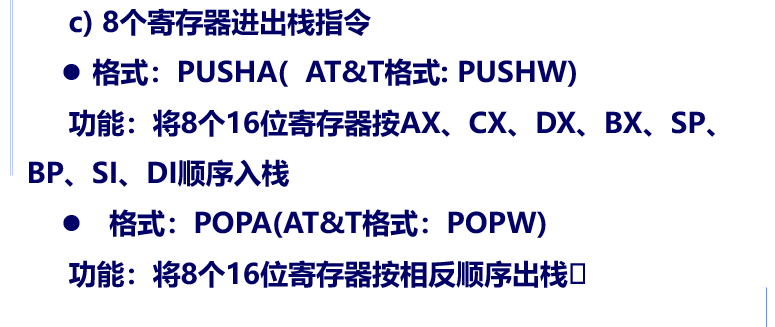 c) 8个寄存器进出栈指令
● 格式：PUSHA( AT&T格式: PUSHW)
功能：将8个16位寄存器按AX、CX、DX、BX、SP、
BP、SI、DI顺序入栈
● 格式：POPA(AT&T格式：POPW)
功能：将8个16位寄存器按相反顺序出栈